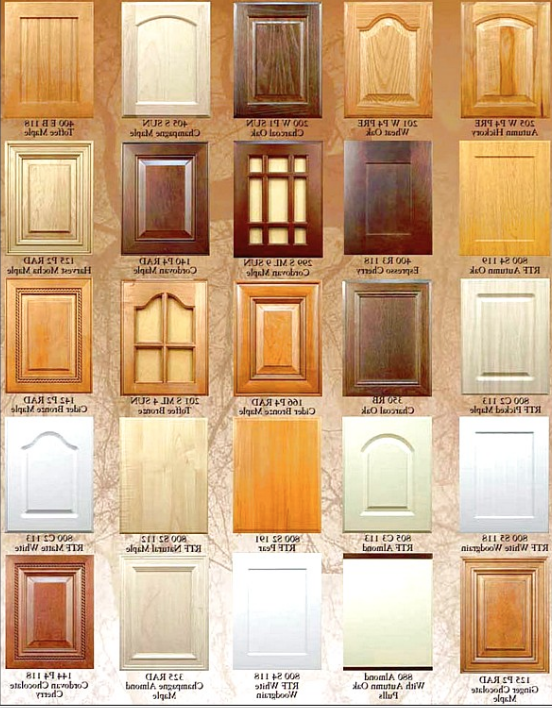 400 E B 118
Toffee Maple
405 S SUN
Champagne Maple
200 W P1 SUN
Charcoal Oak
201 W P4 PRE
Wheat Oak
205 W P4 PRE
Autumn Hickory
125 P2 RAD
Harvest Mocha Maple
140 P4 RAD
Cordovan Maple
299 S ML 9 SUN
Cordovan Maple
400 R3 118
Espresso Cherry
800 S4 119
RTF Autumn Oak
142 P2 RAD
Cider Bronze Maple
201 S ML 4 SUN
Toffee Bronze
166 P4 RAD
Cider Bronze Maple
350 RB
Charcoal Oak
800 C2 113
RTF Picked Maple
800 C2 113
RTF Matte White
800 S2 112
RTF Natural Maple
800 S2 191
RTF Pear
805 C3 113
RTF Almond
800 S5 118
RTF White Woodgrain
144 P4 118
Cordovan Chocolate
Cherry
325 RAD
Champagne Almond
Maple
800 S4 118
RTF White
Woodgrain
880 Almond
With Autumn Oak
Pulls
125 P2 RAD
Ginger Chocolate
Maple